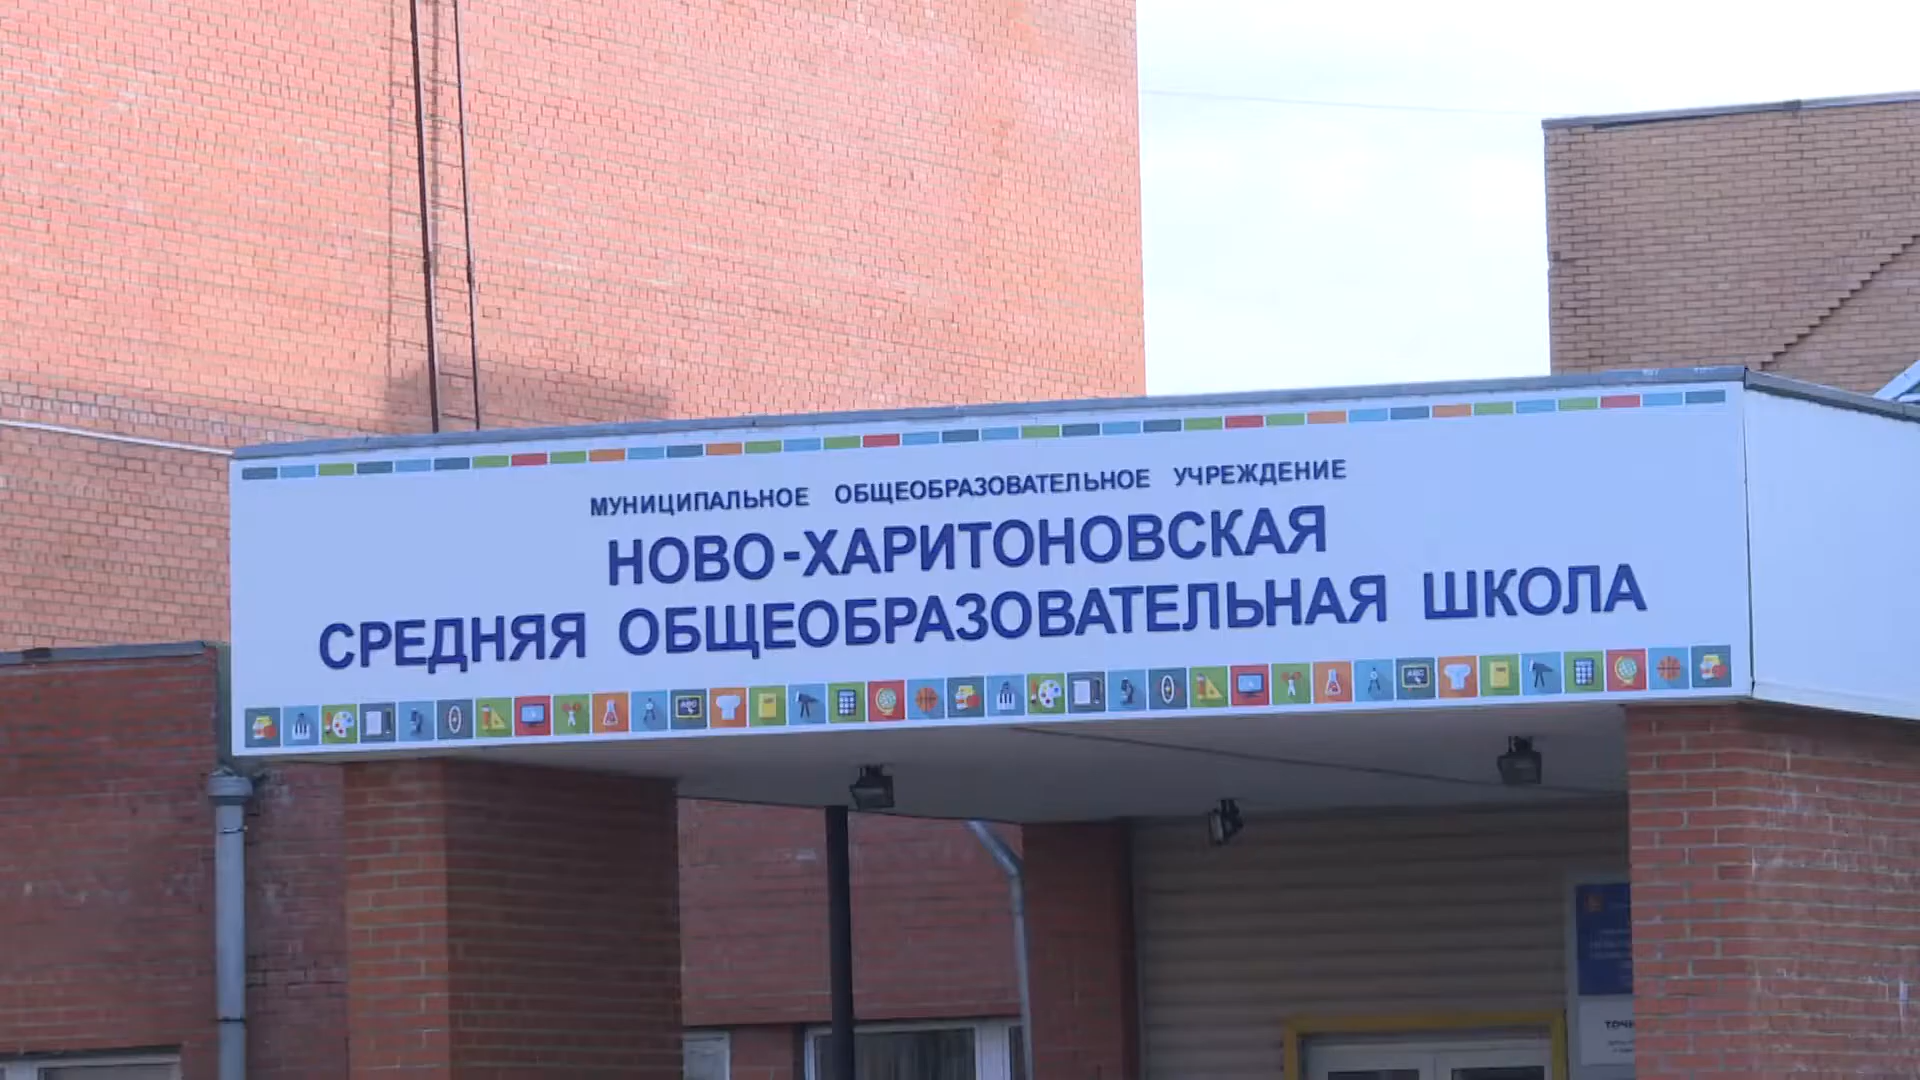 МУНИЦИПАЛЬНОЕ ОБЩЕОБРАЗОВАТЕЛЬНОЕ УЧРЕЖДЕНИЕ
НОВО-ХАРИТОНОВСКАЯ
СРЕДНЯЯ ОБЩЕОБРАЗОВАТЕЛЬНАЯ ШКОЛА